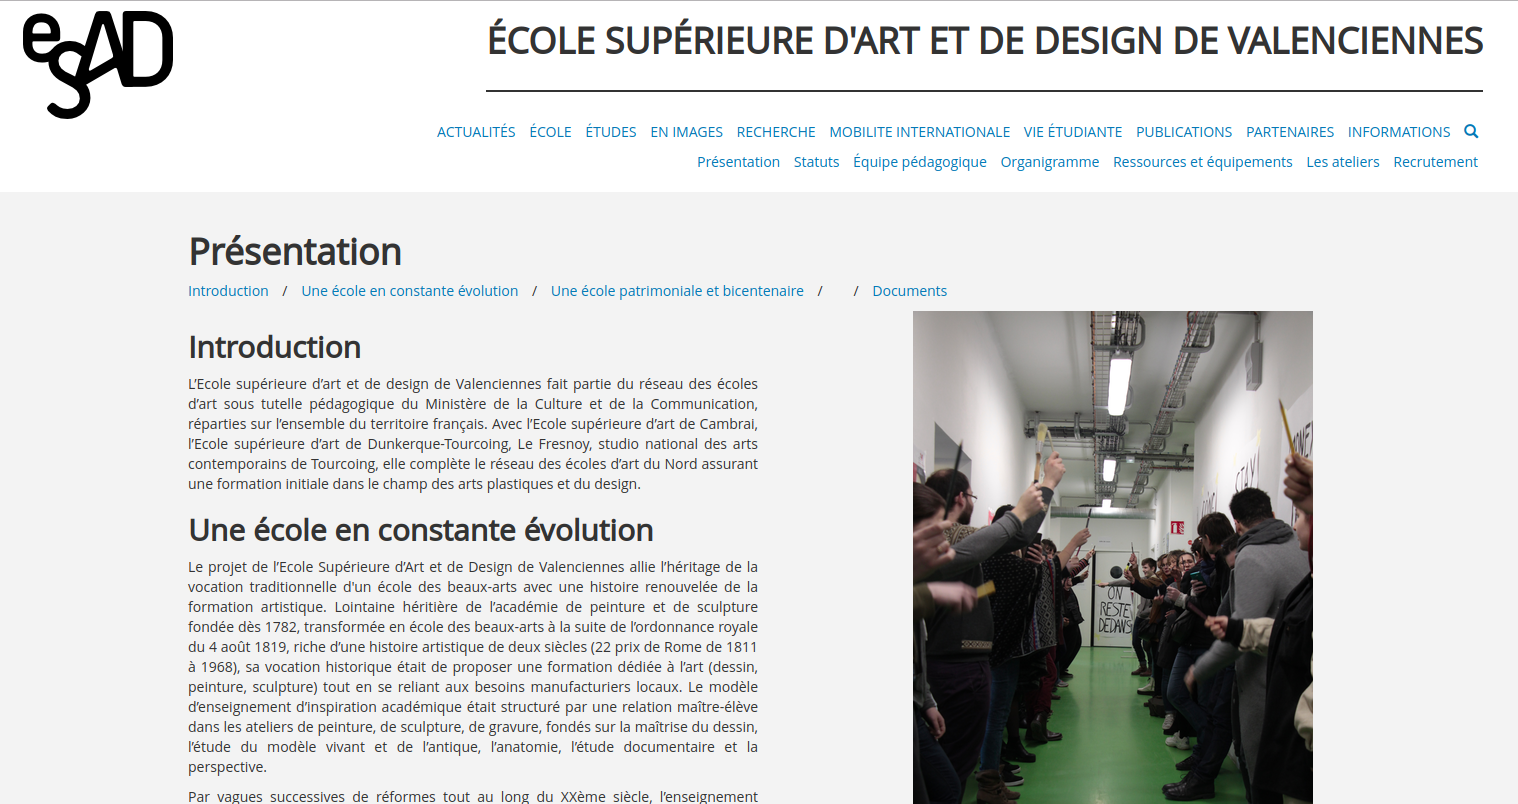 esAD
ÉCOLE SUPÉRIEURE D'ART ET DE DESIGN DE VALENCIENNES
ACTUALITÉS ÉCOLE ÉTUDES EN IMAGES RECHERCHE MOBILITE INTERNATIONALE VIE ÉTUDIANTE PUBLICATIONS PARTENAIRES INFORMATIONS
Présentation Statuts Équipe pédagogique Organigramme Ressources et équipements Les ateliers Recrutement
Présentation
Introduction / Une école en constante évolution / Une école patrimoniale et bicentenaire / / Documents
Introduction
L’Ecole supérieure d’art et de design de Valenciennes fait partie du réseau des écoles
d’art sous tutelle pédagogique du Ministère de la Culture et de la Communication,
réparties sur l’ensemble du territoire français. Avec l’Ecole supérieure d’art de Cambrai,
l’Ecole supérieure d’art de Dunkerque-Tourcoing, Le Fresnoy, studio national des arts
contemporains de Tourcoing, elle complète le réseau des écoles d’art du Nord assurant
une formation initiale dans le champ des arts plastiques et du design.
Une école en constante évolution
Le projet de l’Ecole Supérieure d’Art et de Design de Valenciennes allie l’héritage de la
vocation traditionnelle d'un école des beaux-arts avec une histoire renouvelée de la
formation artistique. Lointaine héritière de l’académie de peinture et de sculpture
fondée dès 1782, transformée en école des beaux-arts à la suite de l’ordonnance royale
du 4 août 1819, riche d’une histoire artistique de deux siècles (22 prix de Rome de 1811
à 1968), sa vocation historique était de proposer une formation dédiée à l’art (dessin,
peinture, sculpture) tout en se reliant aux besoins manufacturiers locaux. Le modèle
d’enseignement d’inspiration académique était structuré par une relation maître-élève
dans les ateliers de peinture, de sculpture, de gravure, fondés sur la maîtrise du dessin,
l’étude du modèle vivant et de l’antique, l’anatomie, l’étude documentaire et la
perspective.
Par vagues successives de réformes tout au long du XXème siècle, l’enseignement
STAY
ON
RESTE
DEDANS